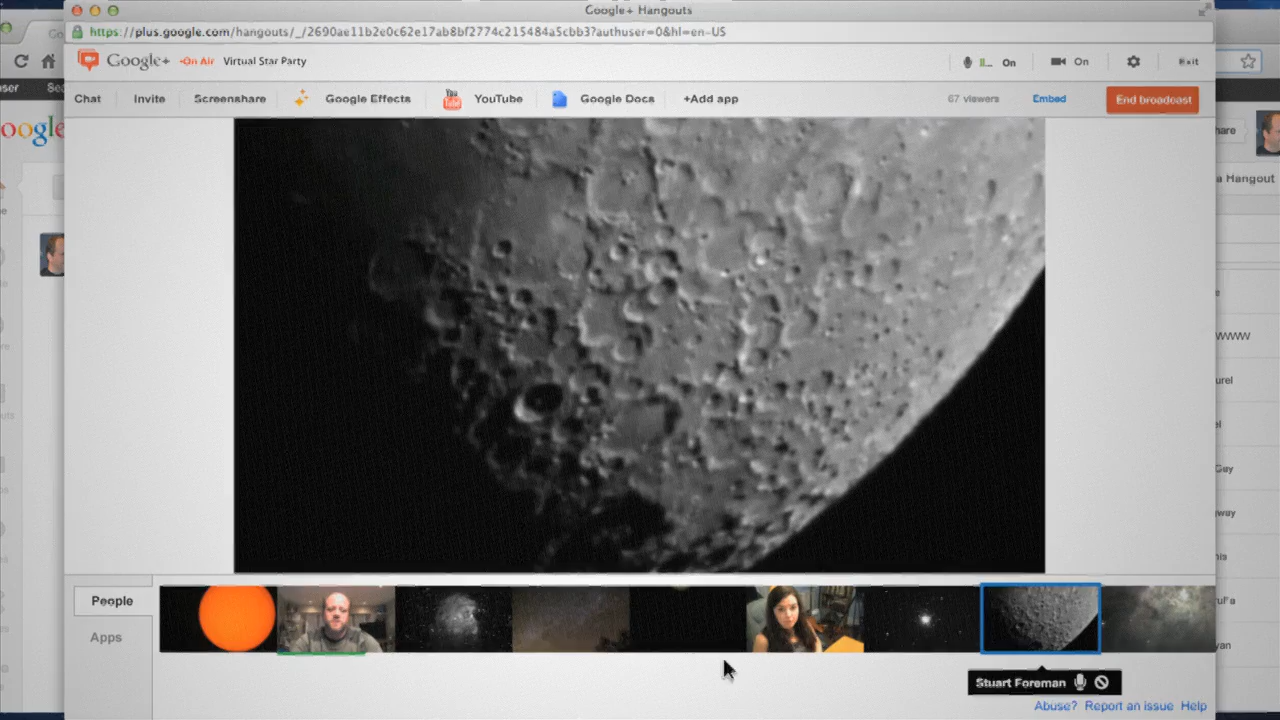 Google+ Hangouts
https://plus.google.com/hangouts/_/2690ae11b2e0c62e17ab8bf2774c215484a5cbb3?authuser=0&hl=en-US
Google+ On Air Virtual Star Party On On Exit
Chat Invite Screenshare Google Effects YouTube Google Docs +Add app 67 viewers Embed End broadcast
a Hangout
People
Apps
Stuart Foreman
Abuse? Report an issue Help